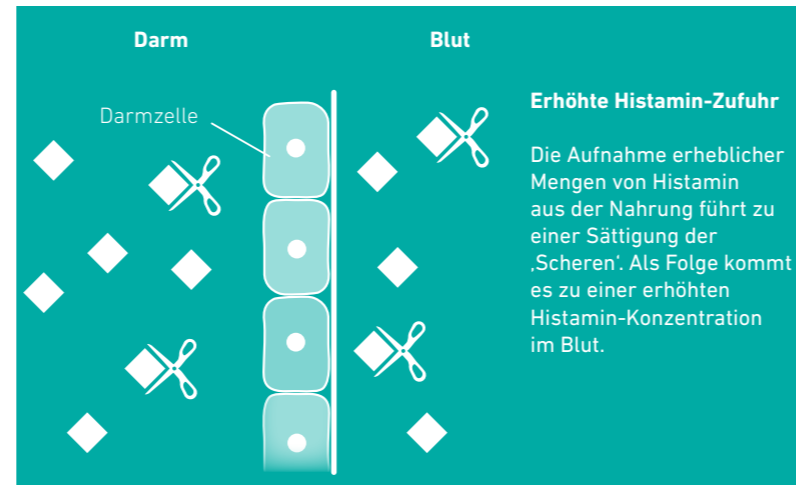 Darm
Blut
Darmzelle
Erhöhte Histamin-Zufuhr
Die Aufnahme erheblicher
Mengen von Histamin
aus der Nahrung führt zu
einer Sättigung der
‚Scheren‘. Als Folge kommt
es zu einer erhöhten
Histamin-Konzentration
im Blut.